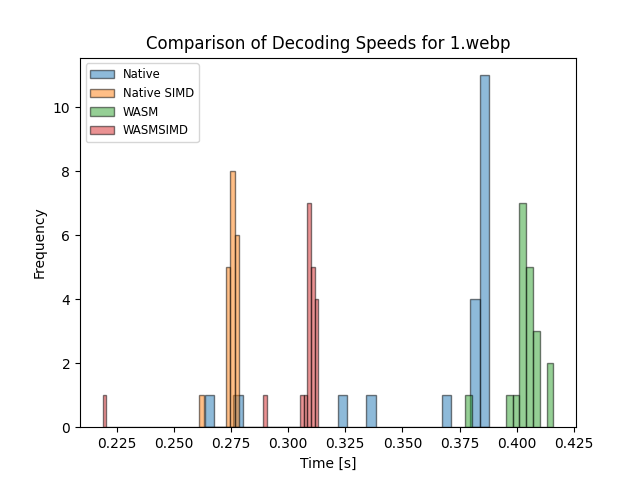 Comparison of Decoding Speeds for 1.webp
Native
Native SIMD
WASM
WASMSIMD
10
8
6
4
2
0
Frequency
0.225 0.250 0.275 0.300 0.325 0.350 0.375 0.400 0.425
Time [s]